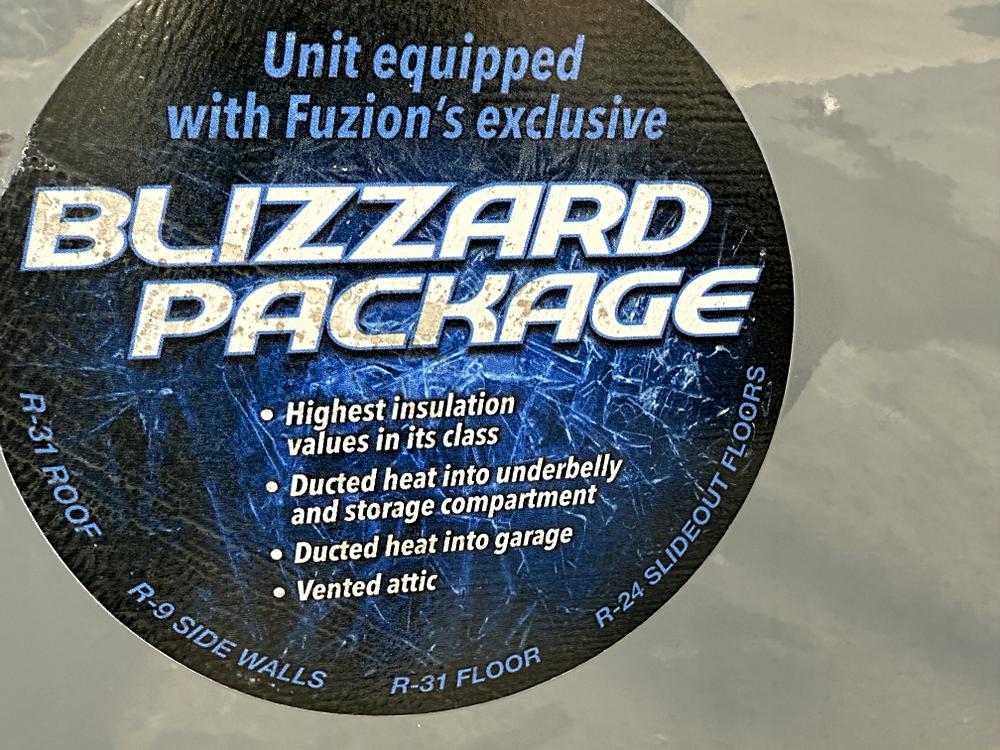 Unit equipped
with Fuzion's exclusive
BLIZZARD
PACKAGE
• Highest insulation
values in its class
• Ducted heat into underbelly
and storage compartment
• Ducted heat into garage
• Vented attic
R-31 ROOF
R-9 SIDE WALLS
R-31 FLOOR
R-24 SLIDEOUT FLOORS